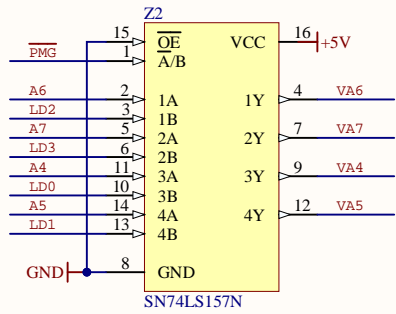 Z2
15 OE VCC 16 +5V
PMG 1 A/B
A6 2 1A 1Y 4 VA6
LD2 3 1B
A7 5 2A 2Y 7 VA7
LD3 6 2B
A4 11 3A 3Y 9 VA4
LD0 10 3B
A5 14 4A 4Y 12 VA5
LD1 13 4B
GND 8 GND
SN74LS157N